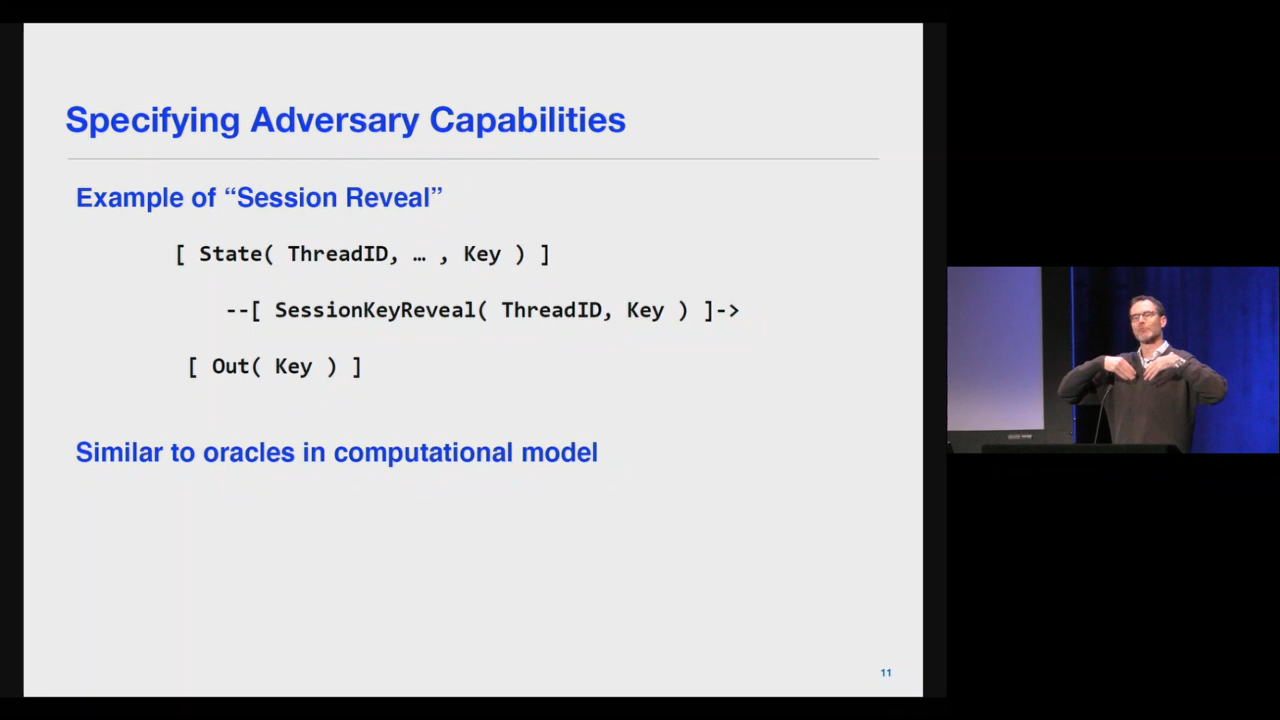 Specifying Adversary Capabilities
Example of “Session Reveal”
[ State( ThreadID, … , Key ) ]
--[ SessionKeyReveal( ThreadID, Key ) ]->
[ Out( Key ) ]
Similar to oracles in computational model
11